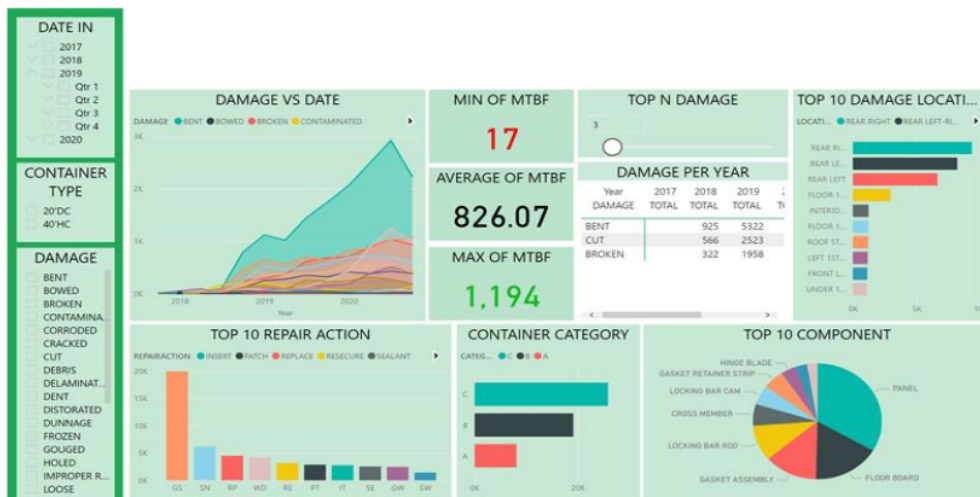 DATE IN
2017
2018
2019
Qtr 1
Qtr 2
Qtr 3
Qtr 4
2020
CONTAINER
TYPE
20'DC
40'HC
DAMAGE
BENT
BOWED
BROKEN
CONTAMINA...
CORRODED
CRACKED
CUT
DEBRIS
DELAMINAT...
DENT
DISTORATED
DUNNAGE
FROZEN
GOUGED
HOLED
IMPROPER R...
LOOSE
DAMAGE VS DATE
DAMAGE BENT BOWED BROKEN CONTAMINATED
3K
2K
1K
0K
2018 2019 2020
Year
MIN OF MTBF
17
AVERAGE OF MTBF
826.07
MAX OF MTBF
1,194
TOP N DAMAGE
3
DAMAGE PER YEAR
Year 2017 2018 2019
DAMAGE TOTAL TOTAL TOTAL
BENT 925 5322
CUT 566 2523
BROKEN 322 1958
TOP 10 DAMAGE LOCATI...
LOCATI... REAR RIGHT REAR LEFT-RI...
REAR RI...
REAR LE...
REAR LEFT
FLOOR 1...
INTERIO...
FLOOR 1...
ROOF ST...
LEFT 1ST...
FRONT L...
UNDER 1...
0K 5K
TOP 10 REPAIR ACTION
REPAIRACTION INSERT PATCH REPLACE RESECURE SEALANT
20K
15K
10K
5K
0K
GS SN RP WD RE PT IT SE GW SW
CONTAINER CATEGORY
CATEG... C B A
C
B
A
0K 20K
TOP 10 COMPONENT
HINGE BLADE
GASKET RETAINER STRIP
LOCKING BAR CAM
CROSS MEMBER
LOCKING BAR ROD
GASKET ASSEMBLY
PANEL
FLOOR BOARD